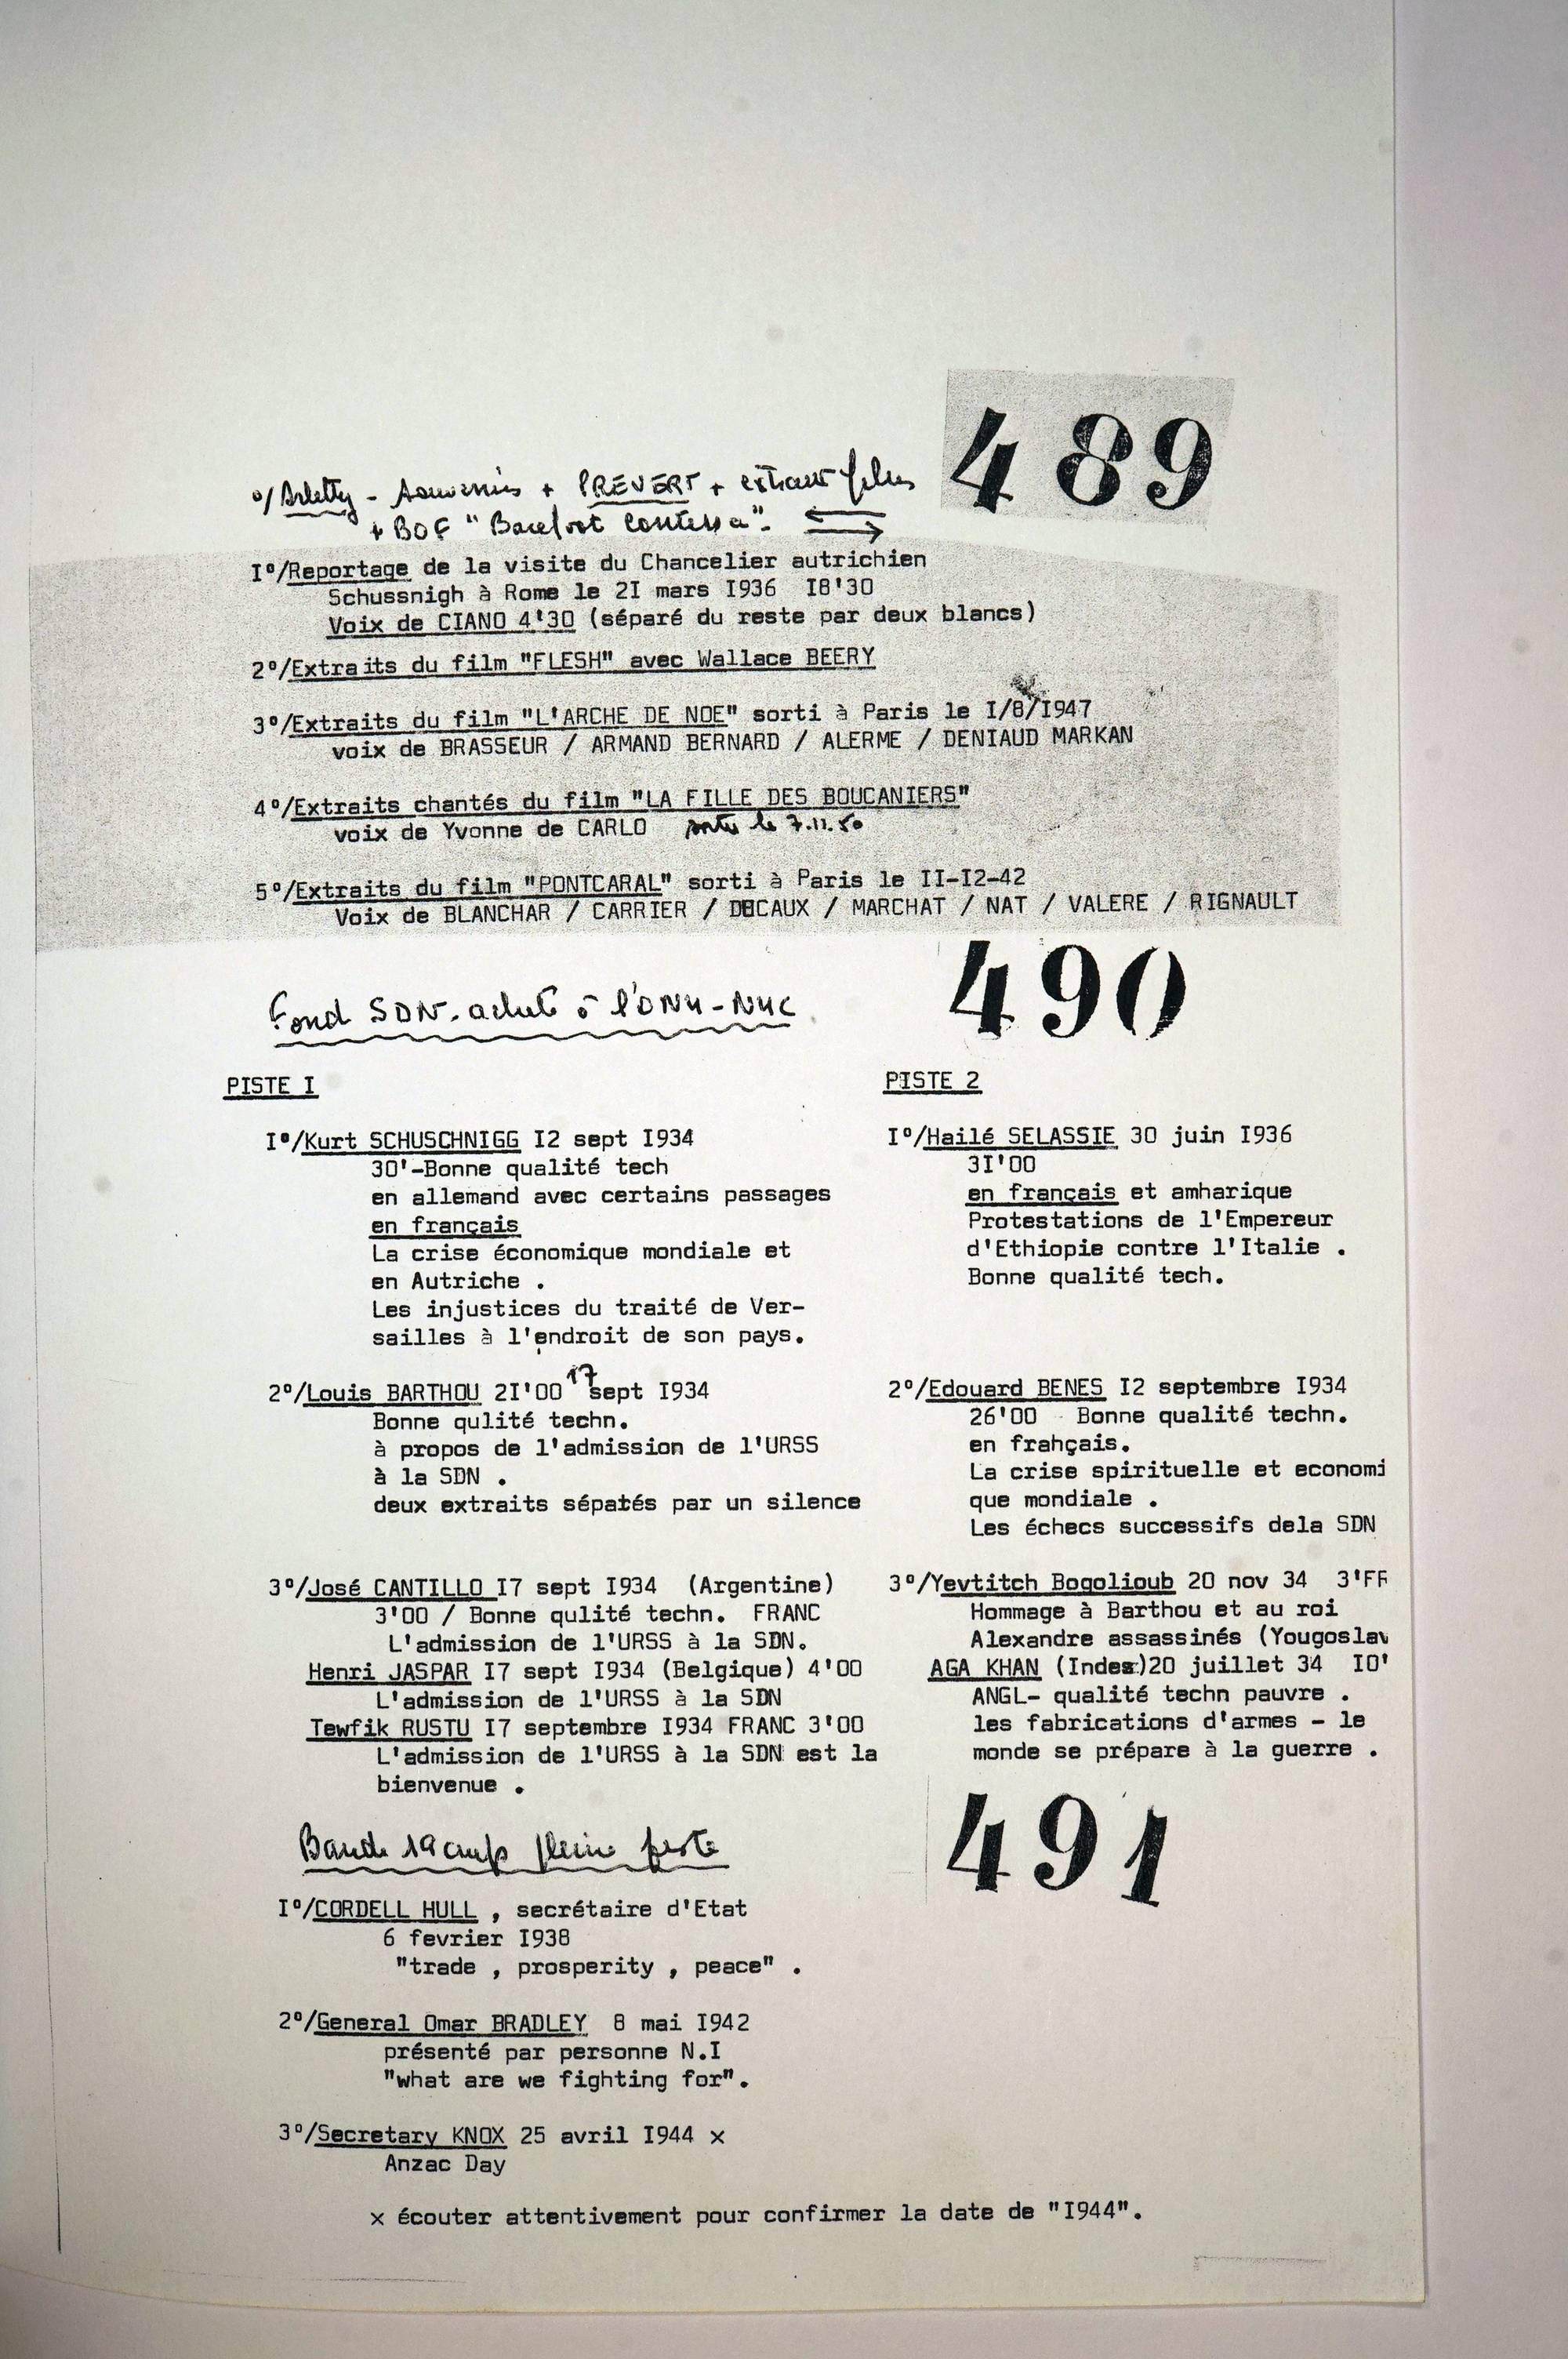 489
o/ Arletty - Souvenirs + PREVERT + extraits films
+ BOF "Barefoot Contessa".
I°/Reportage de la visite du Chancelier autrichien
Schussnigh à Rome le 2I mars I936 I8'30
Voix de CIANO 4'30 (séparé du reste par deux blancs)
2°/Extraits du film "FLESH" avec Wallace BEERY
3°/Extraits du film "L'ARCHE DE NOE" sorti à Paris le I/8/I947
voix de BRASSEUR / ARMAND BERNARD / ALERME / DENIAUD MARKAN
4°/Extraits chantés du film "LA FILLE DES BOUCANIERS"
voix de Yvonne de CARLO sortie le 7.11.50
5°/Extraits du film "PONTCARAL" sorti à Paris le II-I2-42
Voix de BLANCHAR / CARRIER / DUCAUX / MARCHAT / NAT / VALERE / RIGNAULT
490
Fond SDN. acheté à l'ONU-NYC
PISTE I
I°/Kurt SCHUSCHNIGG I2 sept I934
30'-Bonne qualité tech
en allemand avec certains passages
en français
La crise économique mondiale et
en Autriche .
Les injustices du traité de Ver-
sailles à l'endroit de son pays.
2°/Louis BARTHOU 2I'00 17 sept I934
Bonne qulité techn.
à propos de l'admission de l'URSS
à la SDN .
deux extraits sépatés par un silence
3°/José CANTILLO I7 sept I934 (Argentine)
3'00 / Bonne qulité techn. FRANC
L'admission de l'URSS à la SDN.
Henri JASPAR I7 sept I934 (Belgique) 4'00
L'admission de l'URSS à la SDN
Tewfik RUSTU I7 septembre I934 FRANC 3'00
L'admission de l'URSS à la SDN est la
bienvenue .
PISTE 2
I°/Hailé SELASSIE 30 juin I936
3I'00
en français et amharique
Protestations de l'Empereur
d'Ethiopie contre l'Italie .
Bonne qualité tech.
2°/Edouard BENES I2 septembre I934
26'00 - Bonne qualité techn.
en frahçais.
La crise spirituelle et economi
que mondiale .
Les échecs successifs dela SDN
3°/Yevtitch Bogolioub 20 nov 34 3'FF
Hommage à Barthou et au roi
Alexandre assassinés (Yougoslav
AGA KHAN (Indes)20 juillet 34 I0'
ANGL- qualité techn pauvre .
les fabrications d'armes - le
monde se prépare à la guerre .
491
Bande 19 cm/s pleine piste
I°/CORDELL HULL , secrétaire d'Etat
6 fevrier I938
"trade , prosperity , peace" .
2°/General Omar BRADLEY 8 mai I942
présenté par personne N.I
"what are we fighting for".
3°/Secretary KNOX 25 avril I944 x
Anzac Day
x écouter attentivement pour confirmer la date de "I944".